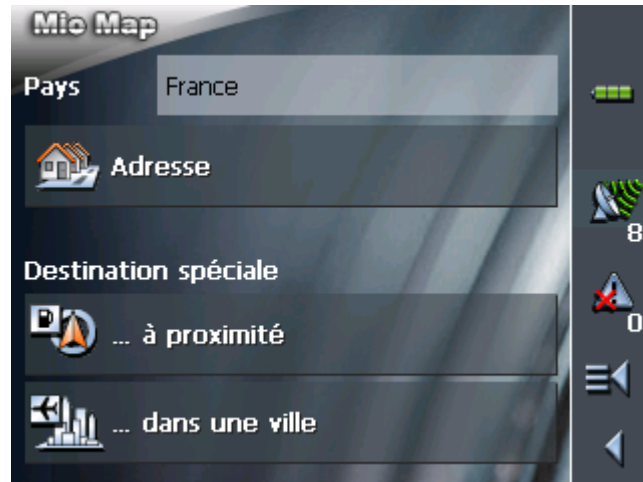 Mio Map
Pays
France
Adresse
8
Destination spéciale
0
P
... à proximité
... dans une ville